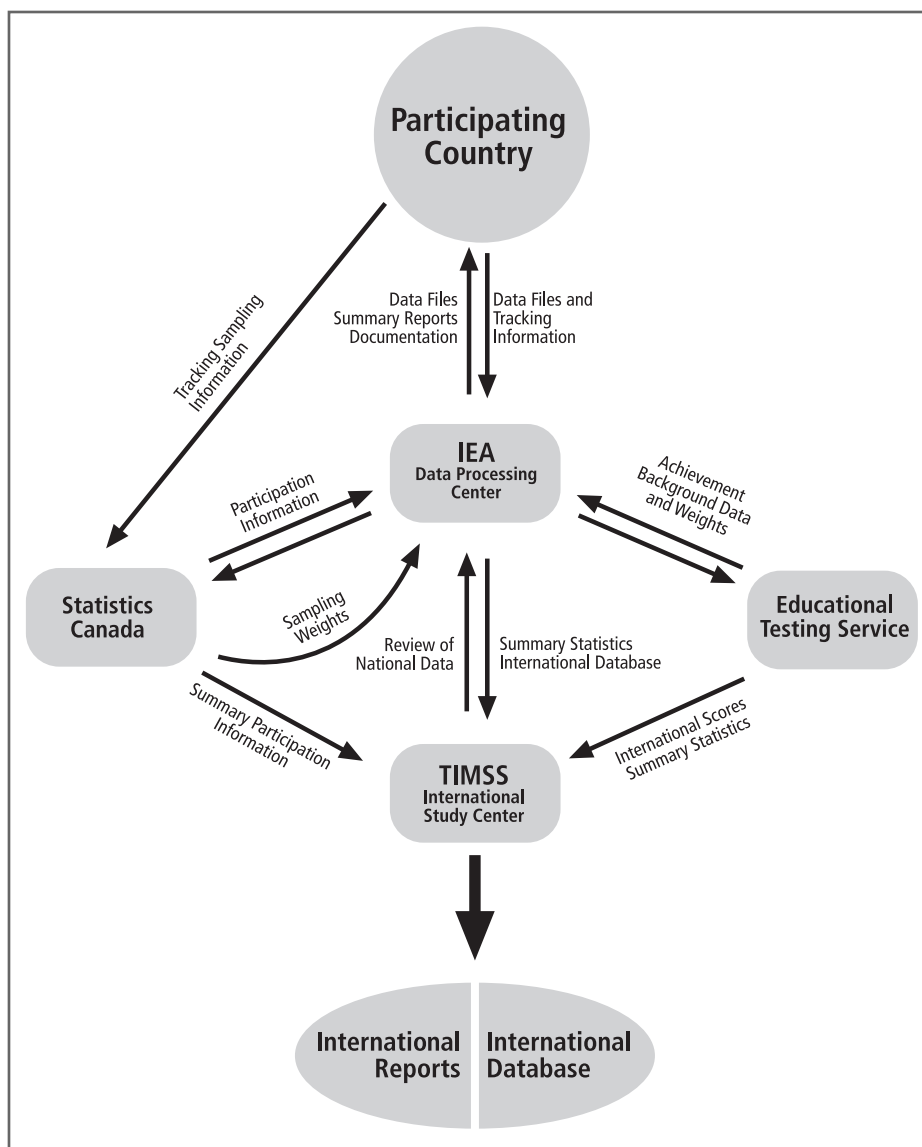 Participating
Country
Data Files
Summary Reports
Documentation
Data Files and
Tracking
Information
Tracking Sampling
Information
IEA
Data Processing
Center
Participation
Information
Achievement
Background Data
and Weights
Statistics
Canada
Sampling
Weights
Educational
Testing Service
Review of
National Data
Summary Statistics
International Database
Summary Participation
Information
International Scores
Summary Statistics
TIMSS
International
Study Center
International
Reports
International
Database